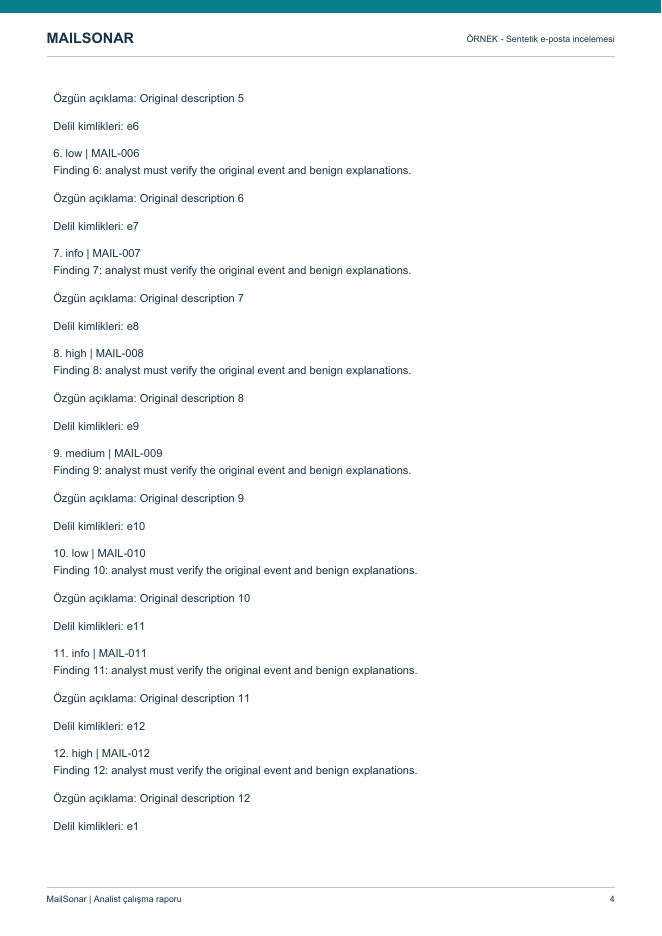 MAILSONAR
ÖRNEK - Sentetik e-posta incelemesi
Özgün açıklama: Original description 5
Delil kimlikleri: e6
6. low | MAIL-006
Finding 6: analyst must verify the original event and benign explanations.
Özgün açıklama: Original description 6
Delil kimlikleri: e7
7. info | MAIL-007
Finding 7: analyst must verify the original event and benign explanations.
Özgün açıklama: Original description 7
Delil kimlikleri: e8
8. high | MAIL-008
Finding 8: analyst must verify the original event and benign explanations.
Özgün açıklama: Original description 8
Delil kimlikleri: e9
9. medium | MAIL-009
Finding 9: analyst must verify the original event and benign explanations.
Özgün açıklama: Original description 9
Delil kimlikleri: e10
10. low | MAIL-010
Finding 10: analyst must verify the original event and benign explanations.
Özgün açıklama: Original description 10
Delil kimlikleri: e11
11. info | MAIL-011
Finding 11: analyst must verify the original event and benign explanations.
Özgün açıklama: Original description 11
Delil kimlikleri: e12
12. high | MAIL-012
Finding 12: analyst must verify the original event and benign explanations.
Özgün açıklama: Original description 12
Delil kimlikleri: e1
MailSonar | Analist çalışma raporu
4